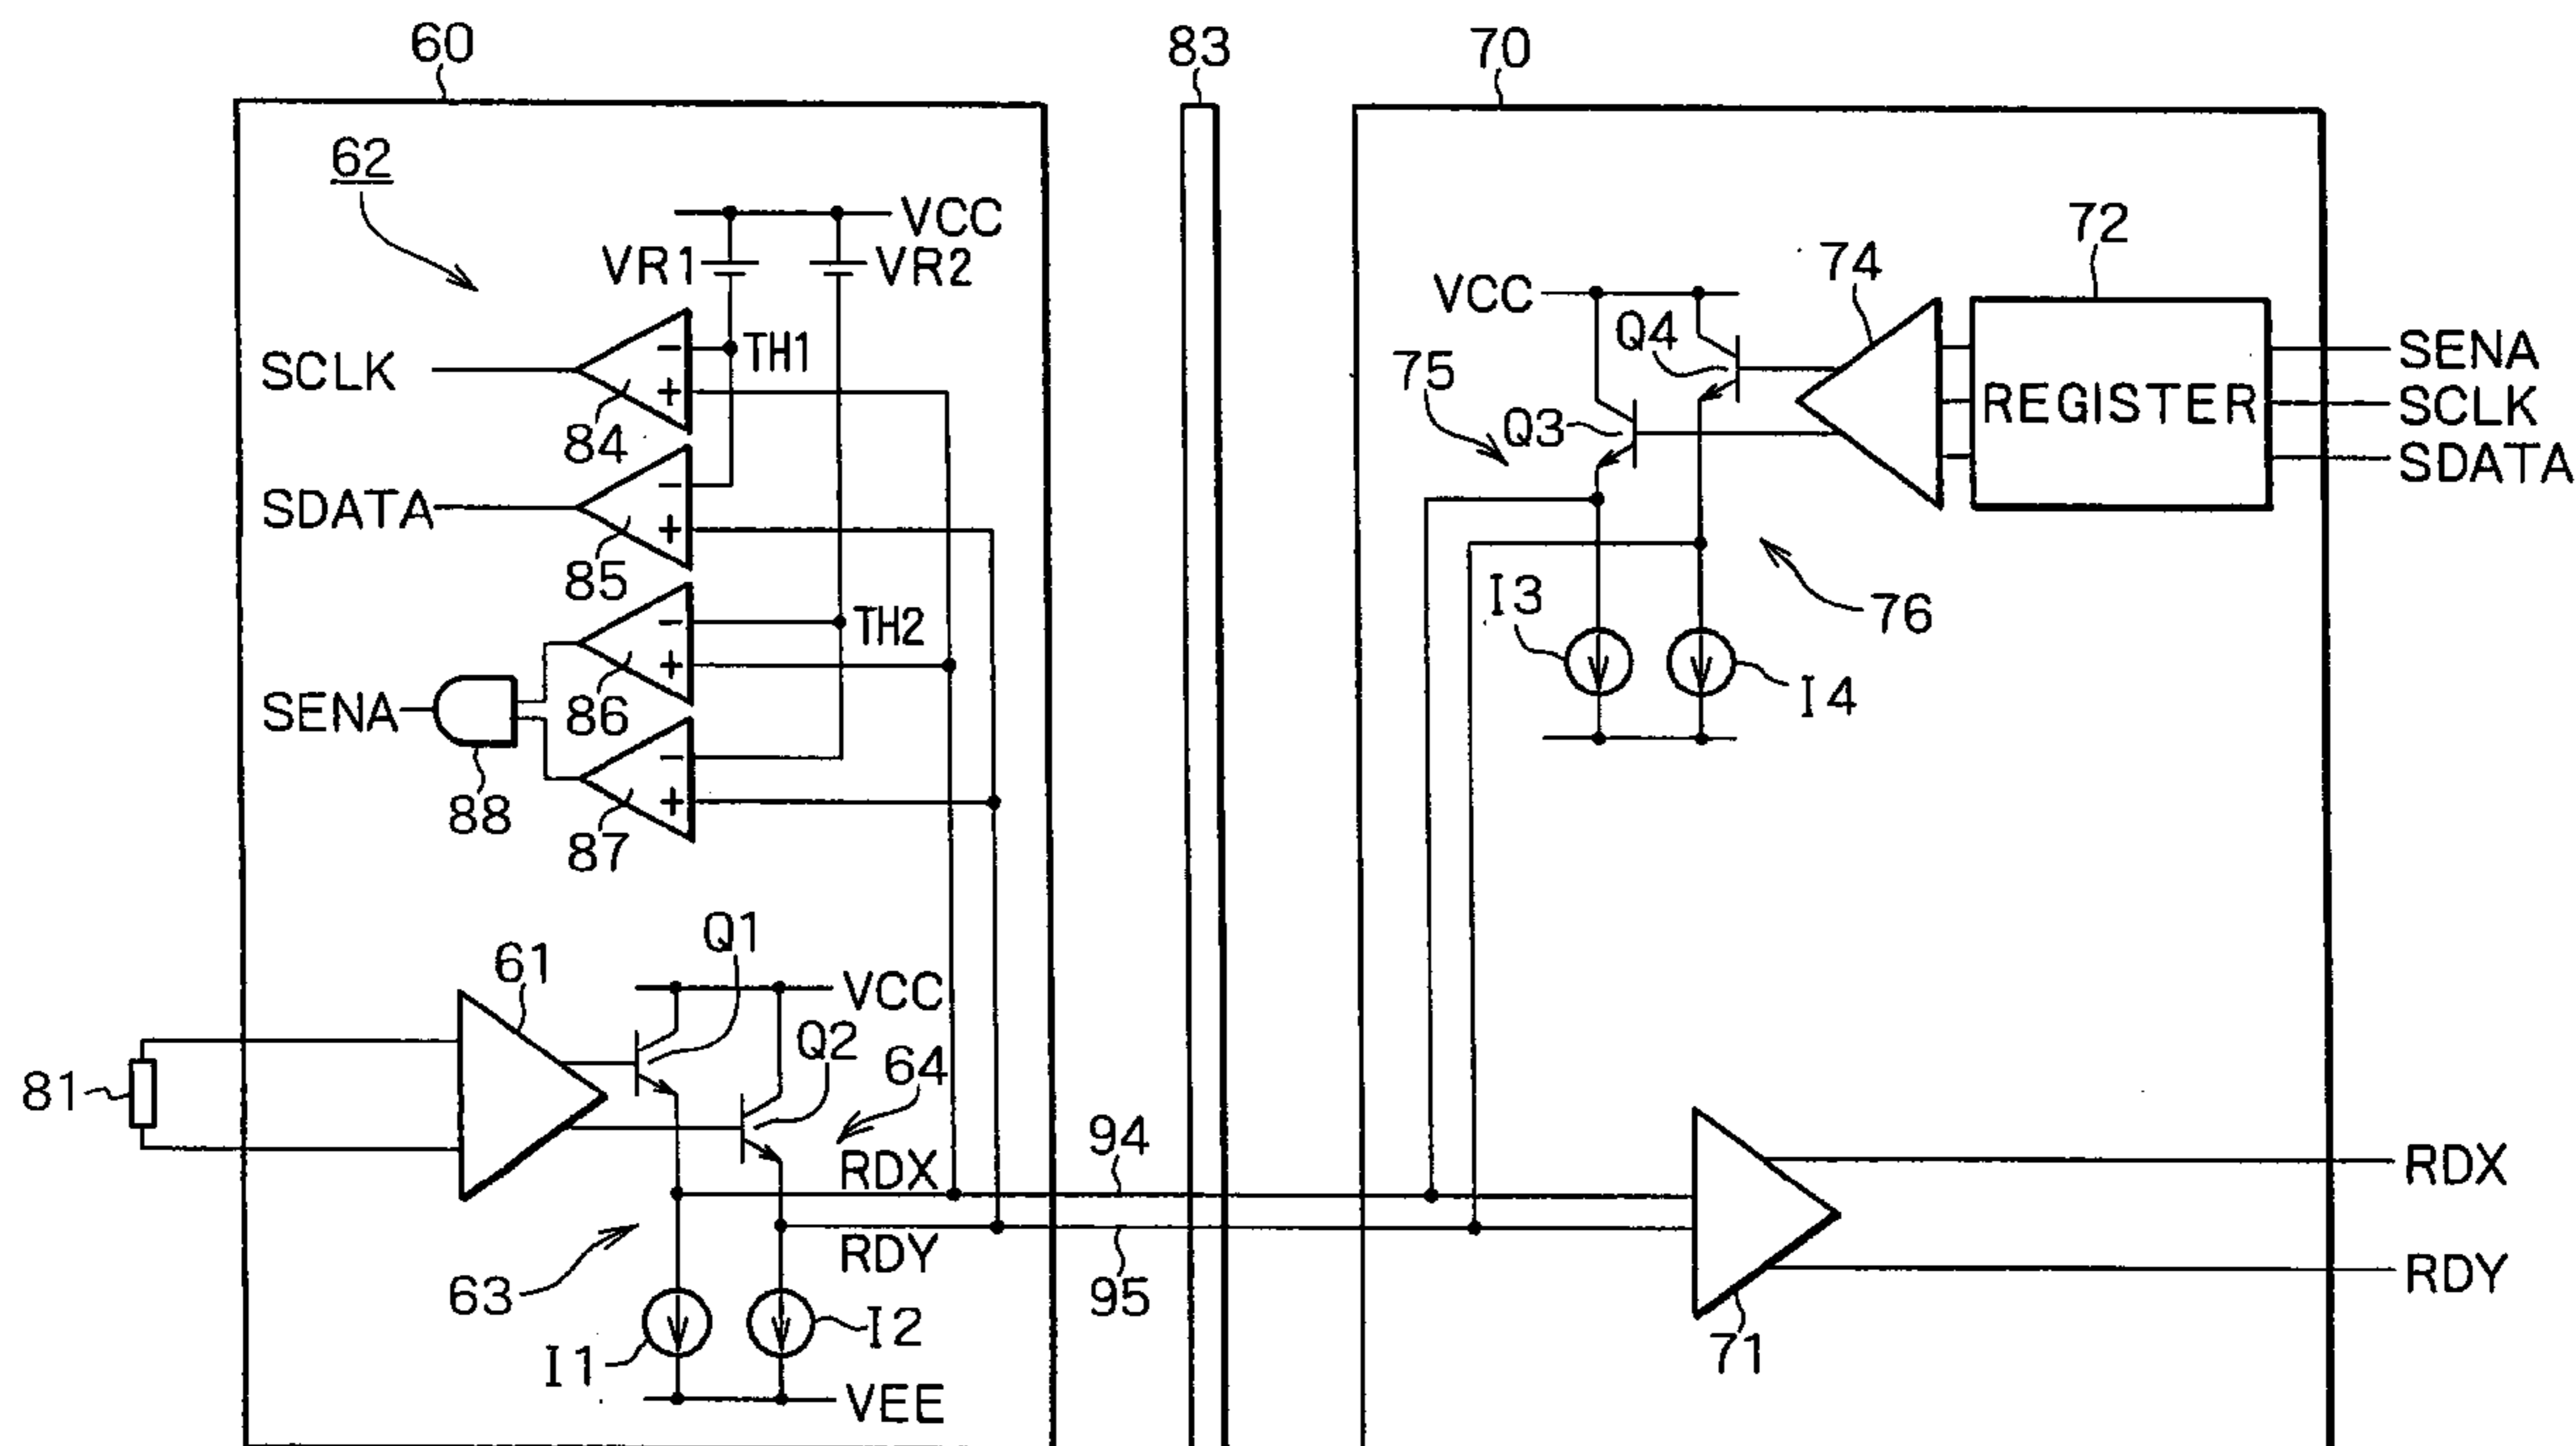 60
83
70
62
VCC
VR1
VR2
TH1
SCLK
-
+
84
SDATA
-
+
85
TH2
-
+
86
SENA
88
-
+
87
VCC
Q4
74
72
75
Q3
REGISTER
SENA
SCLK
SDATA
I3
76
I4
61
Q1
VCC
Q2
64
81
RDX
94
RDY
95
63
I1
I2
VEE
71
RDX
RDY